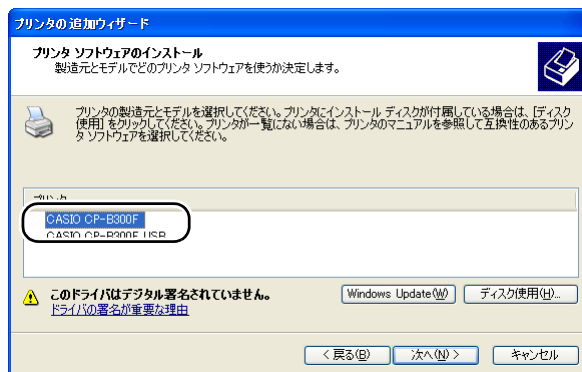 プリンタの追加ウィザード
プリンタ ソフトウェアのインストール
製造元とモデルでどのプリンタ ソフトウェアを使うか決定します。
プリンタの製造元とモデルを選択してください。プリンタにインストール ディスクが付属している場合は、[ディスク
使用] をクリックしてください。プリンタが一覧にない場合は、プリンタのマニュアルを参照して互換性のあるプリン
タ ソフトウェアを選択してください。
プリンタ
CASIO CP-B300F
CASIO CP-B300F USB
このドライバはデジタル署名されていません。
ドライバの署名が重要な理由
Windows Update(W)
ディスク使用(H)...
< 戻る(B)
次へ(N) >
キャンセル